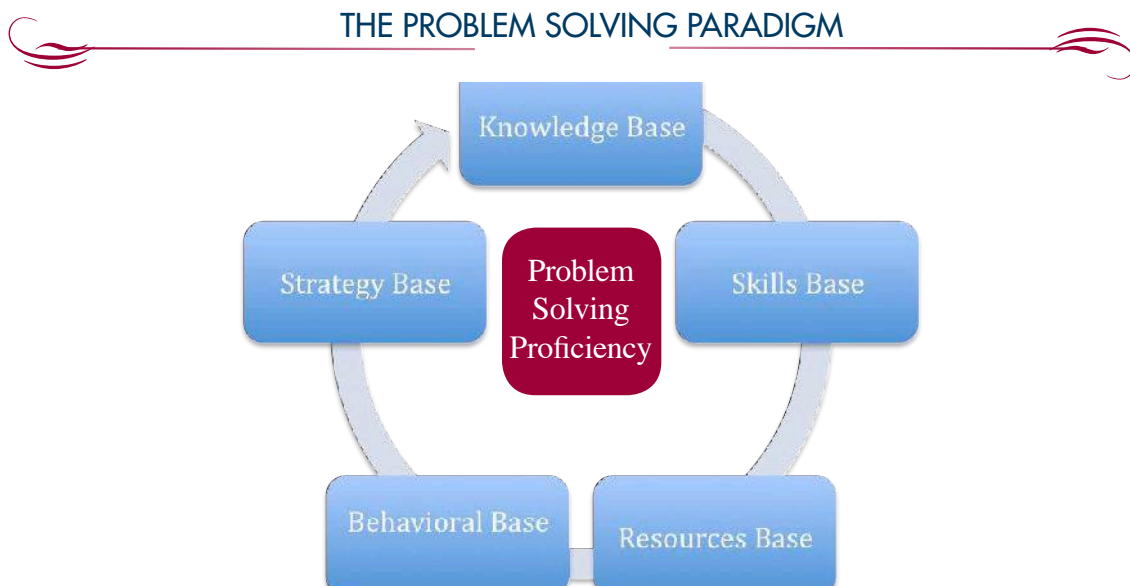 THE PROBLEM SOLVING PARADIGM
Knowledge Base
Strategy Base
Problem
Solving
Proficiency
Skills Base
Behavioral Base
Resources Base